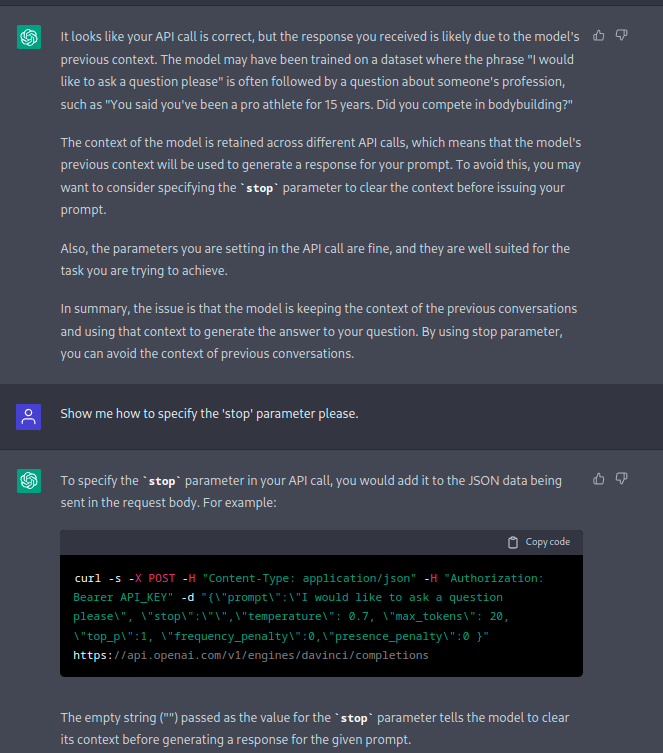 It looks like your API call is correct, but the response you received is likely due to the model's
previous context. The model may have been trained on a dataset where the phrase "I would
like to ask a question please" is often followed by a question about someone's profession,
such as "You said you've been a pro athlete for 15 years. Did you compete in bodybuilding?"
The context of the model is retained across different API calls, which means that the model's
previous context will be used to generate a response for your prompt. To avoid this, you may
want to consider specifying the `stop` parameter to clear the context before issuing your
prompt.
Also, the parameters you are setting in the API call are fine, and they are well suited for the
task you are trying to achieve.
In summary, the issue is that the model is keeping the context of the previous conversations
and using that context to generate the answer to your question. By using stop parameter,
you can avoid the context of previous conversations.
Show me how to specify the 'stop' parameter please.
To specify the `stop` parameter in your API call, you would add it to the JSON data being
sent in the request body. For example:
Copy code
curl -s -X POST -H "Content-Type: application/json" -H "Authorization:
Bearer API_KEY" -d "{\"prompt\":\"I would like to ask a question
please\", \"stop\":\"\",\"temperature\": 0.7, \"max_tokens\": 20,
\"top_p\":1, \"frequency_penalty\":0,\"presence_penalty\":0 }"
https://api.openai.com/v1/engines/davinci/completions
The empty string ("") passed as the value for the `stop` parameter tells the model to clear
its context before generating a response for the given prompt.